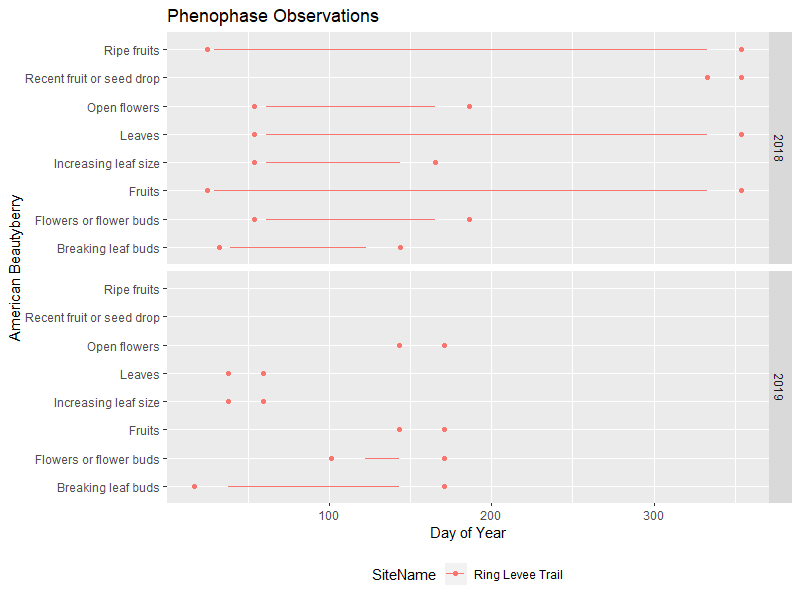 Phenophase Observations
Ripe fruits
Recent fruit or seed drop
Open flowers
Leaves
Increasing leaf size
Fruits
Flowers or flower buds
Breaking leaf buds
2018
Ripe fruits
Recent fruit or seed drop
Open flowers
Leaves
Increasing leaf size
Fruits
Flowers or flower buds
Breaking leaf buds
2019
American Beautyberry
100 200 300
Day of Year
SiteName Ring Levee Trail